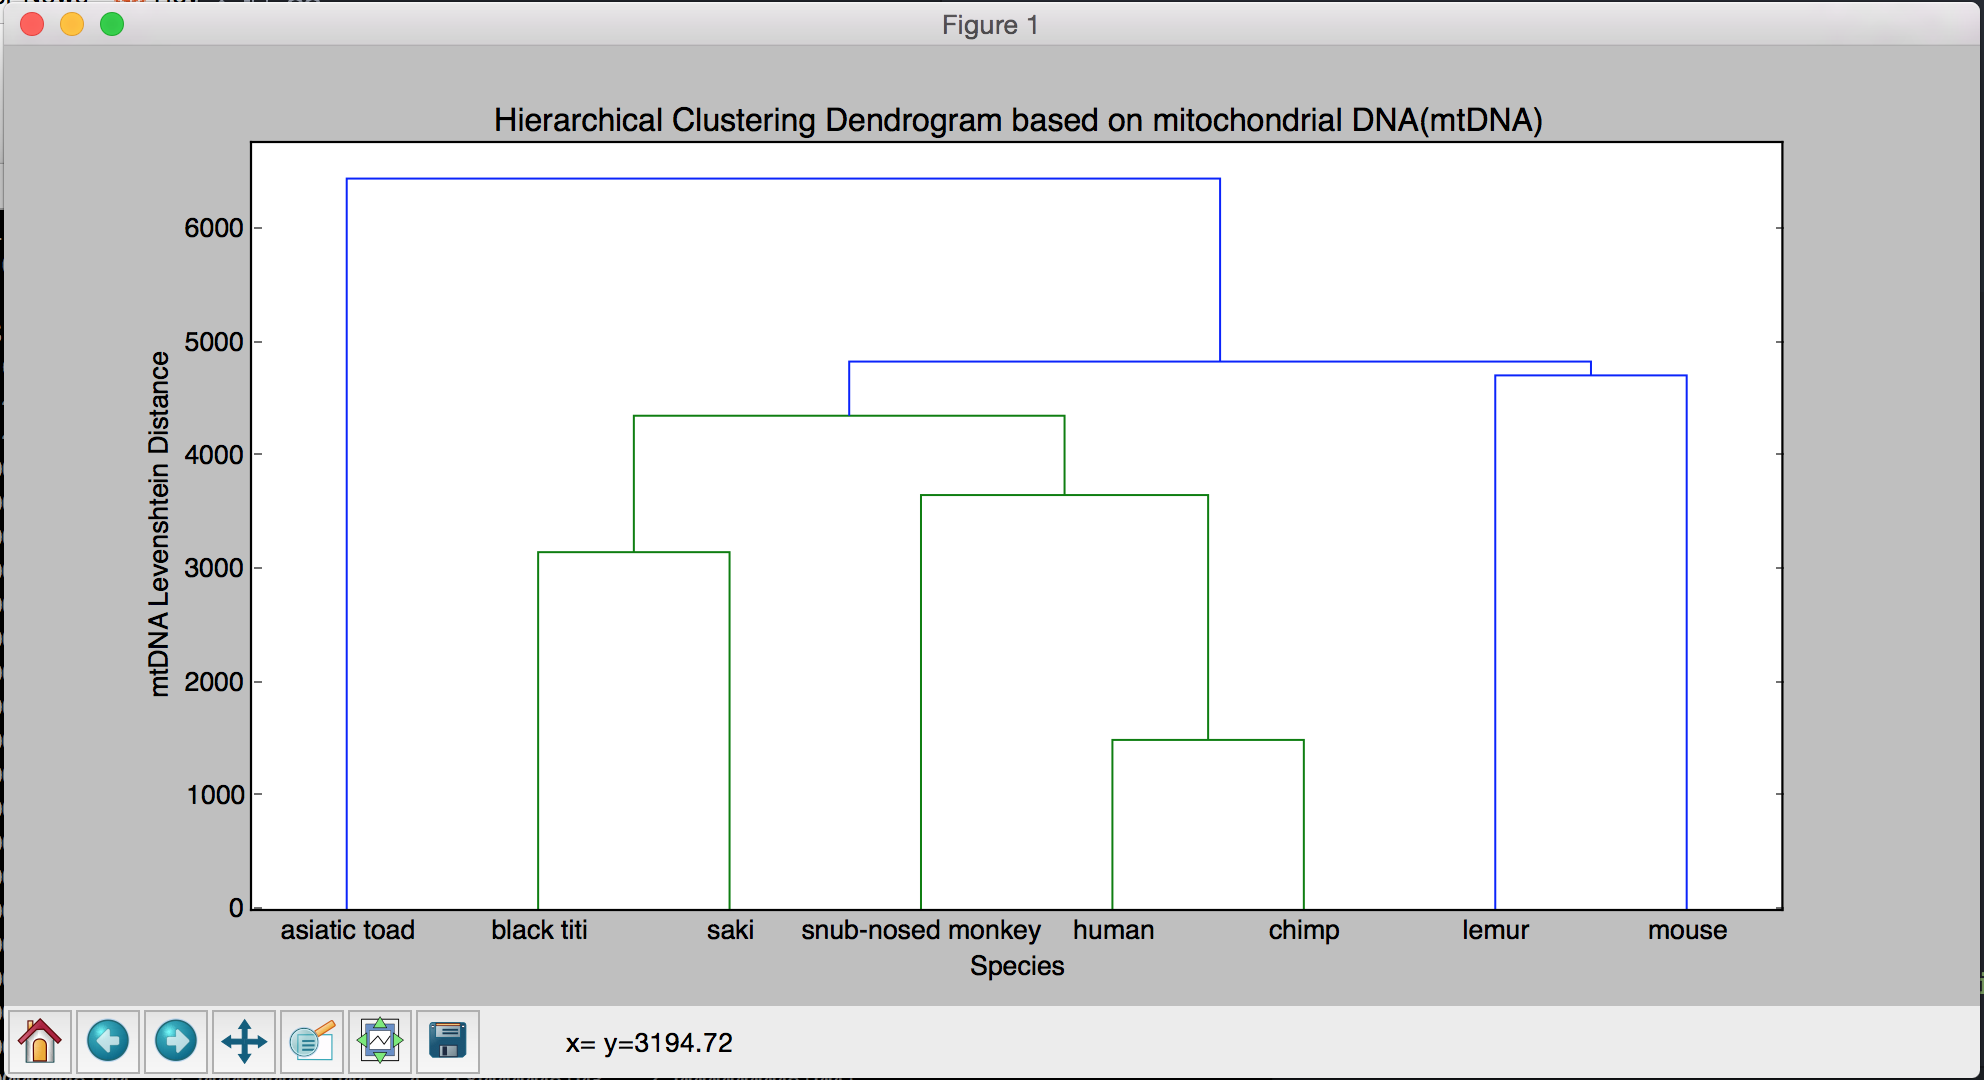 Figure 1
Hierarchical Clustering Dendrogram based on mitochondrial DNA(mtDNA)
mtDNA Levenshtein Distance
6000
5000
4000
3000
2000
1000
0
asiatic toad black titi saki snub-nosed monkey human chimp lemur mouse
Species
x= y=3194.72